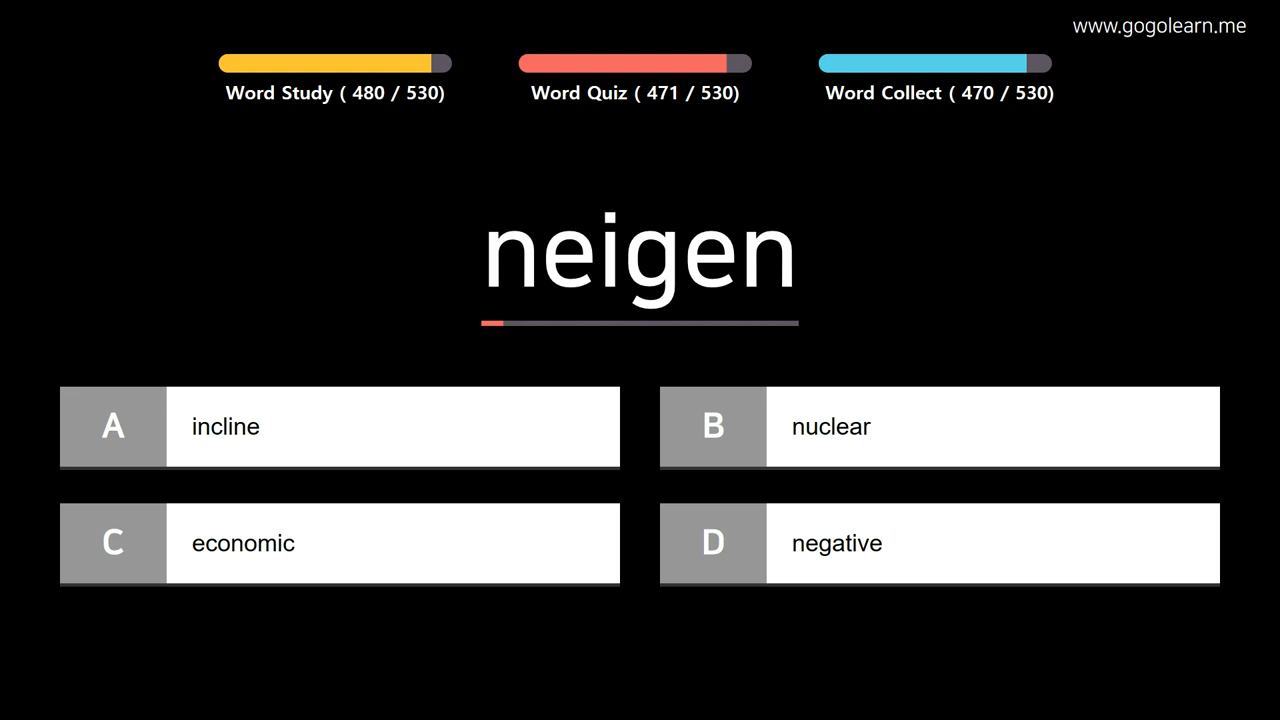 www.gogolearn.me
Word Study ( 480 / 530)
Word Quiz ( 471 / 530)
Word Collect ( 470 / 530)
neigen
A incline
B nuclear
C economic
D negative